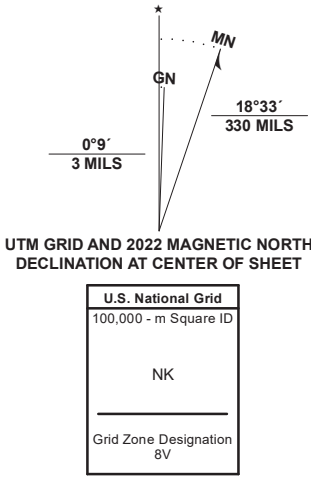 ★
MN
GN
18°33´
330 MILS
0°9´
3 MILS
UTM GRID AND 2022 MAGNETIC NORTH
DECLINATION AT CENTER OF SHEET
U.S. National Grid
100,000 - m Square ID
NK
Grid Zone Designation
8V